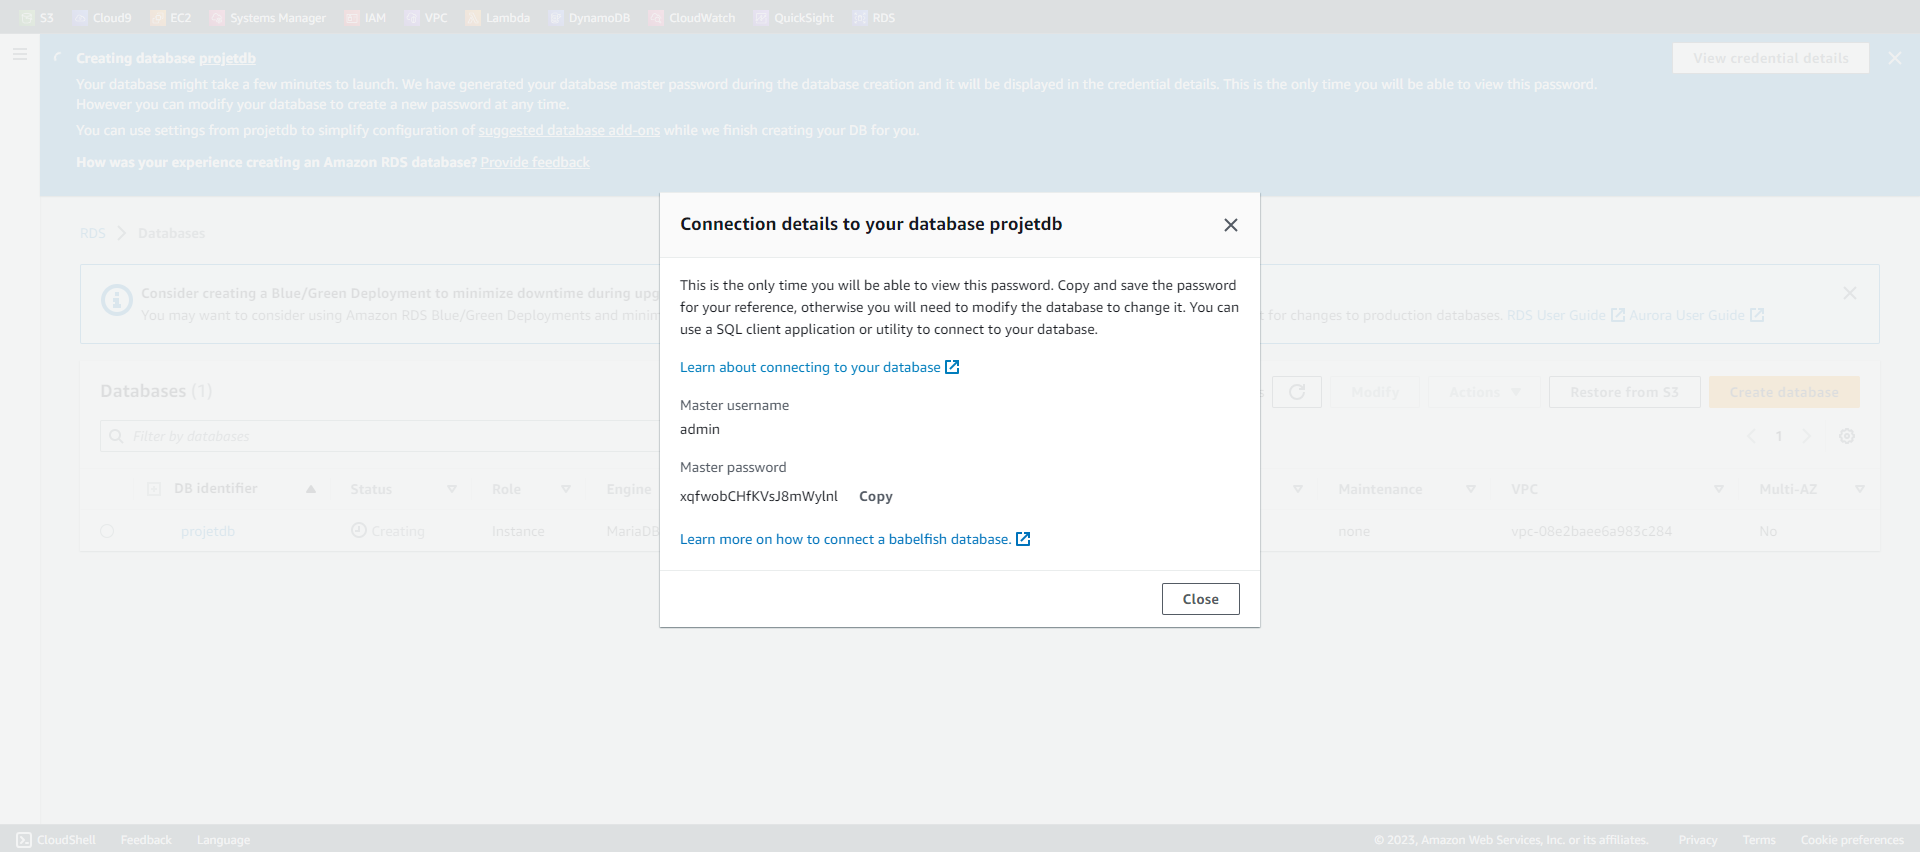 S3 Cloud9 EC2 Systems Manager IAM VPC Lambda DynamoDB CloudWatch QuickSight RDS
Creating database projetdb
View credential details
Your database might take a few minutes to launch. We have generated your database master password during the database creation and it will be displayed in the credential details. This is the only time you will be able to view this password.
However you can modify your database to create a new password at any time.
You can use settings from projetdb to simplify configuration of suggested database add-ons while we finish creating your DB for you.
How was your experience creating an Amazon RDS database? Provide feedback
RDS Databases
Consider creating a Blue/Green Deployment to minimize downtime during upg
You may want to consider using Amazon RDS Blue/Green Deployments and minim
t for changes to production databases. RDS User Guide Aurora User Guide
Databases (1)
Modify Actions Restore from S3 Create database
Filter by databases
1
DB identifier Status Role Engine Maintenance VPC Multi-AZ
projetdb Creating Instance MariaDB none vpc-08e2baee6a983c284 No
Connection details to your database projetdb
This is the only time you will be able to view this password. Copy and save the password
for your reference, otherwise you will need to modify the database to change it. You can
use a SQL client application or utility to connect to your database.
Learn about connecting to your database
Master username
admin
Master password
xqfwobCHfKVsJ8mWylnl Copy
Learn more on how to connect a babelfish database.
Close
CloudShell Feedback Language © 2023, Amazon Web Services, Inc. or its affiliates. Privacy Terms Cookie preferences